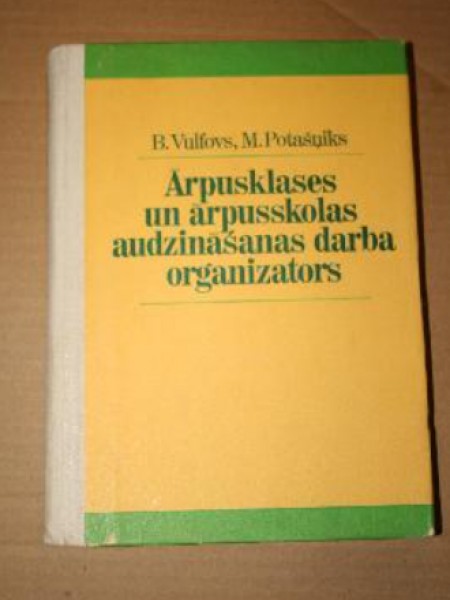 B. Vulfovs, M. Potašņiks
Ārpusklases
un ārpusskolas
audzināšanas darba
organizators